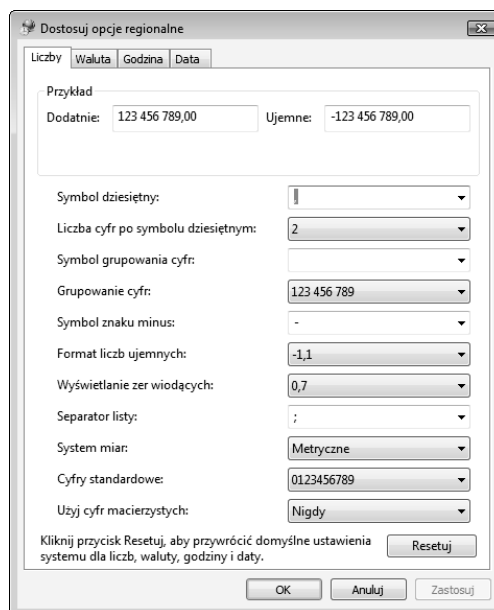 Dostosuj opcje regionalne
Liczby Waluta Godzina Data
Przykład
Dodatnie: 123 456 789,00 Ujemne: -123 456 789,00
Symbol dziesiętny: ,
Liczba cyfr po symbolu dziesiętnym: 2
Symbol grupowania cyfr:
Grupowanie cyfr: 123 456 789
Symbol znaku minus: -
Format liczb ujemnych: -1,1
Wyświetlanie zer wiodących: 0,7
Separator listy: ;
System miar: Metryczne
Cyfry standardowe: 0123456789
Użyj cyfr macierzystych: Nigdy
Kliknij przycisk Resetuj, aby przywrócić domyślne ustawienia
systemu dla liczb, waluty, godziny i daty.
Resetuj
OK Anuluj Zastosuj